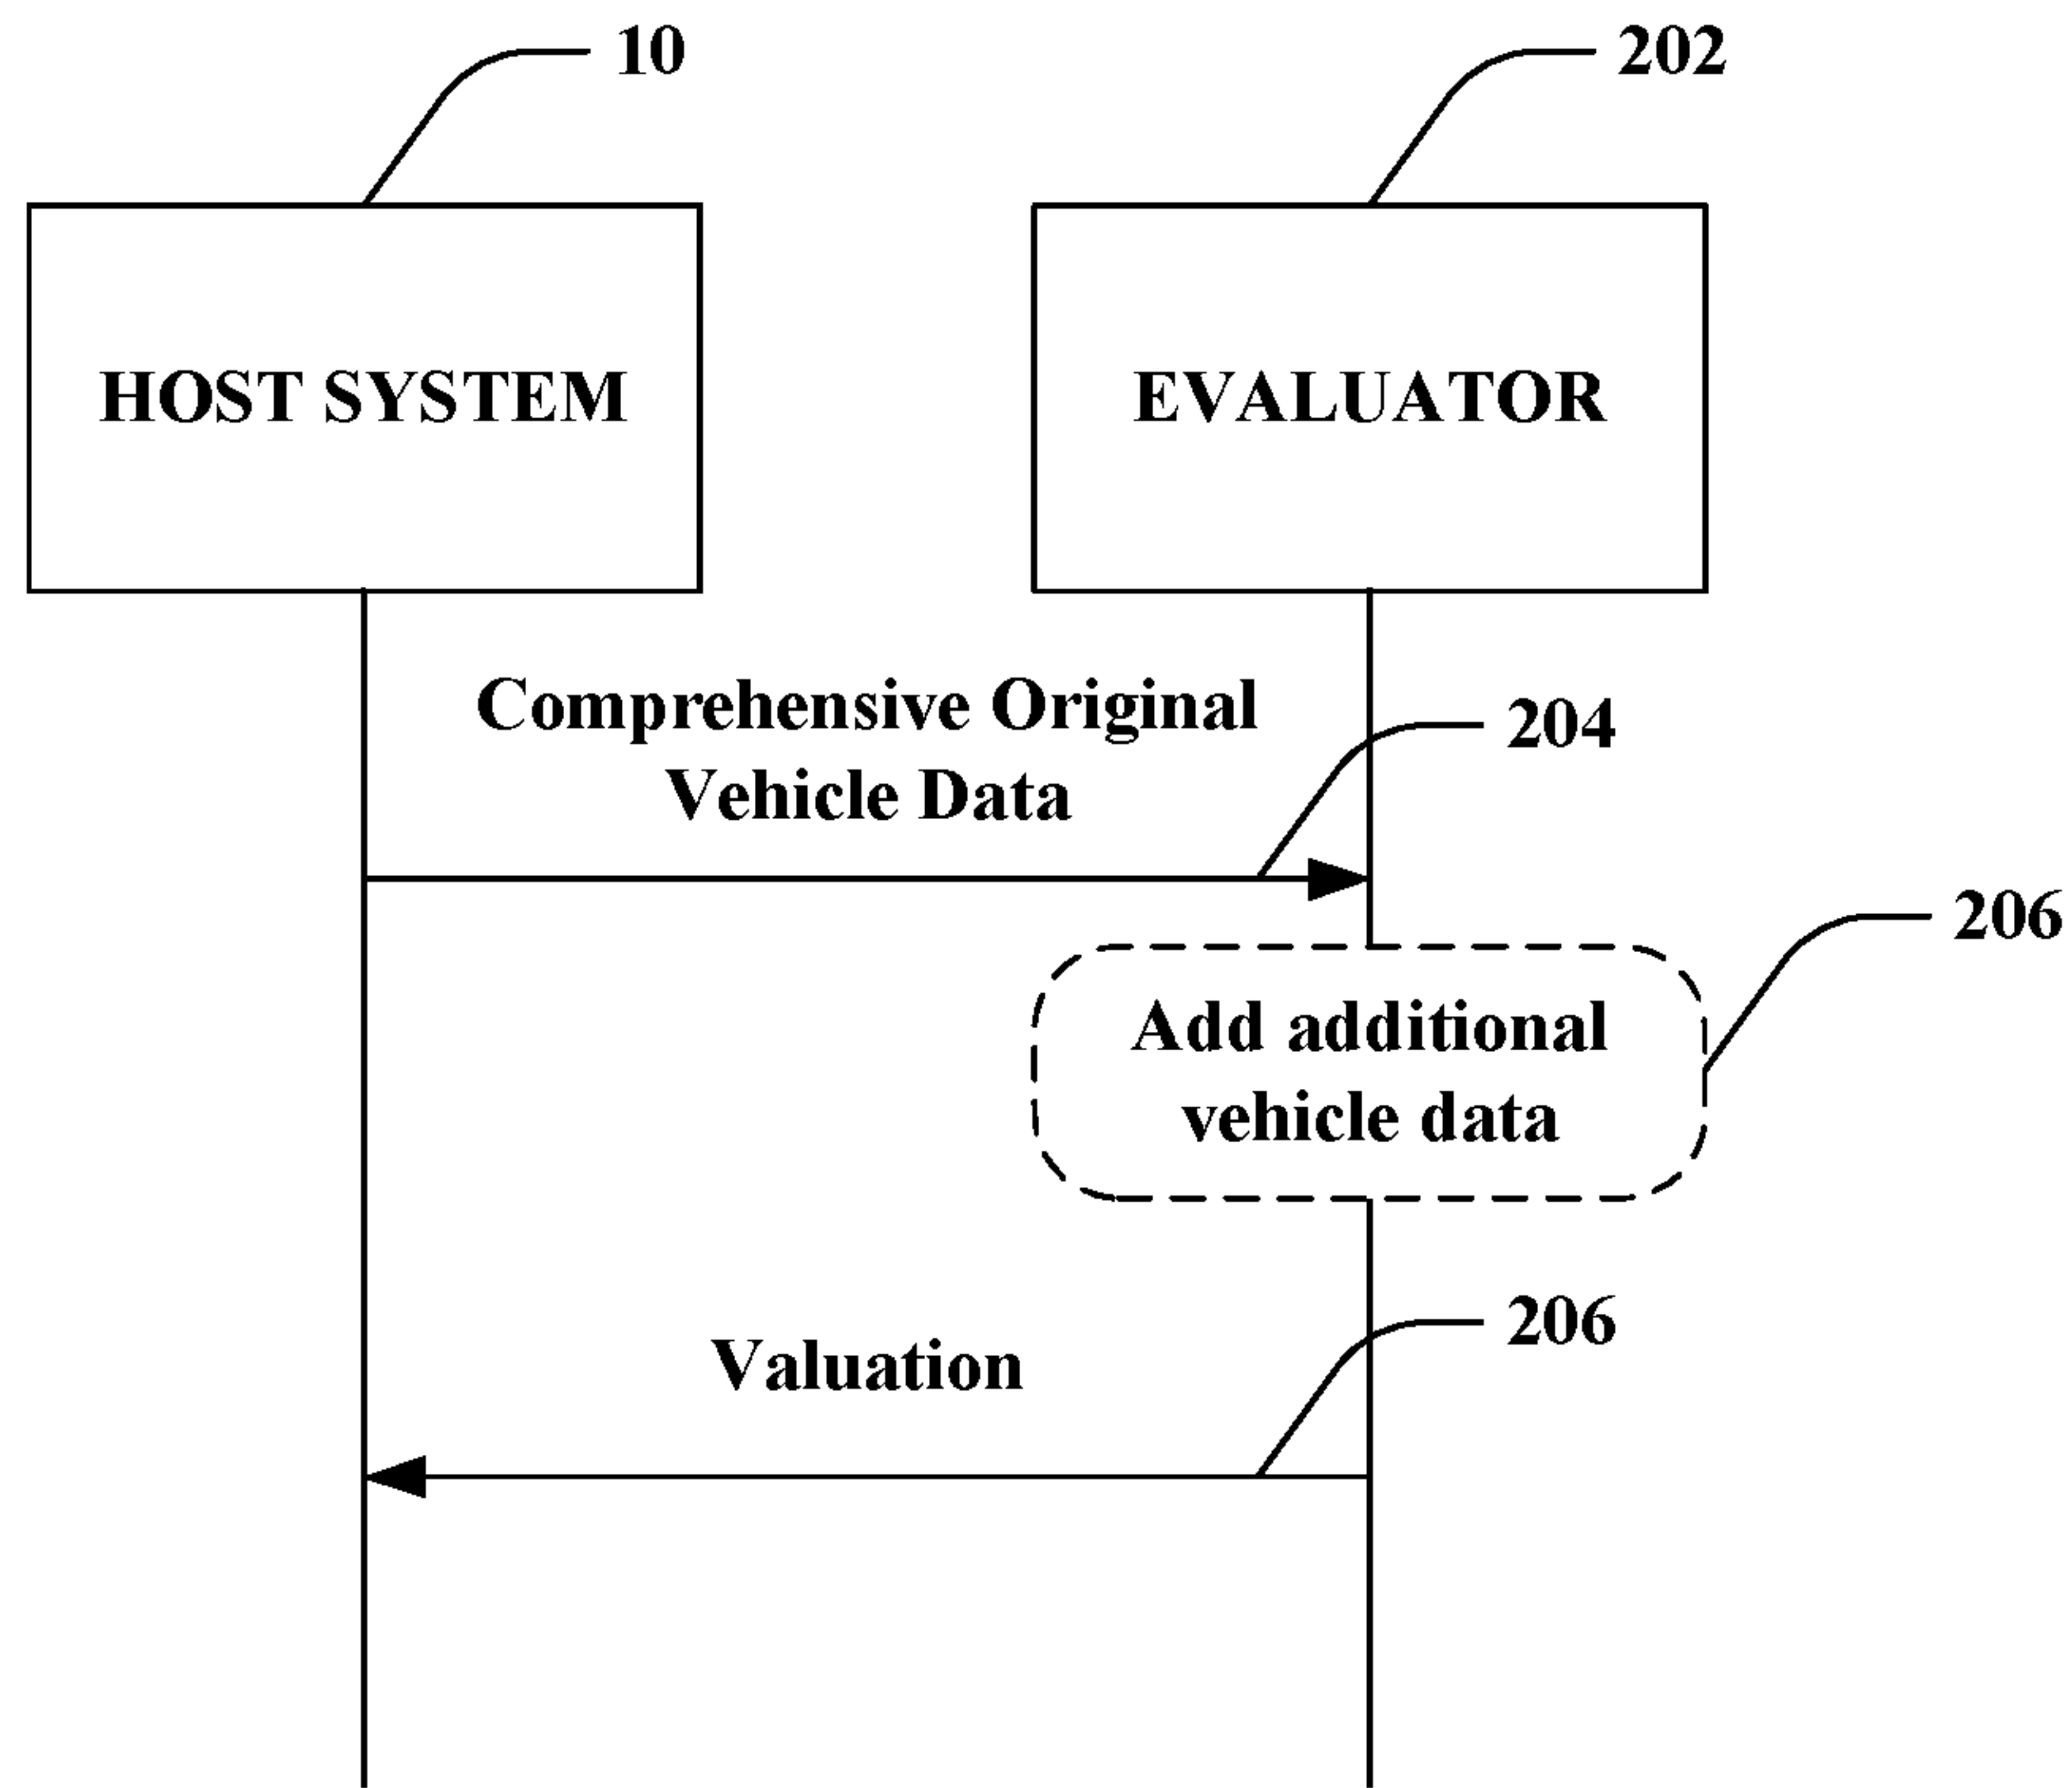 10
202
HOST SYSTEM
EVALUATOR
Comprehensive Original
Vehicle Data
204
206
Add additional
vehicle data
206
Valuation